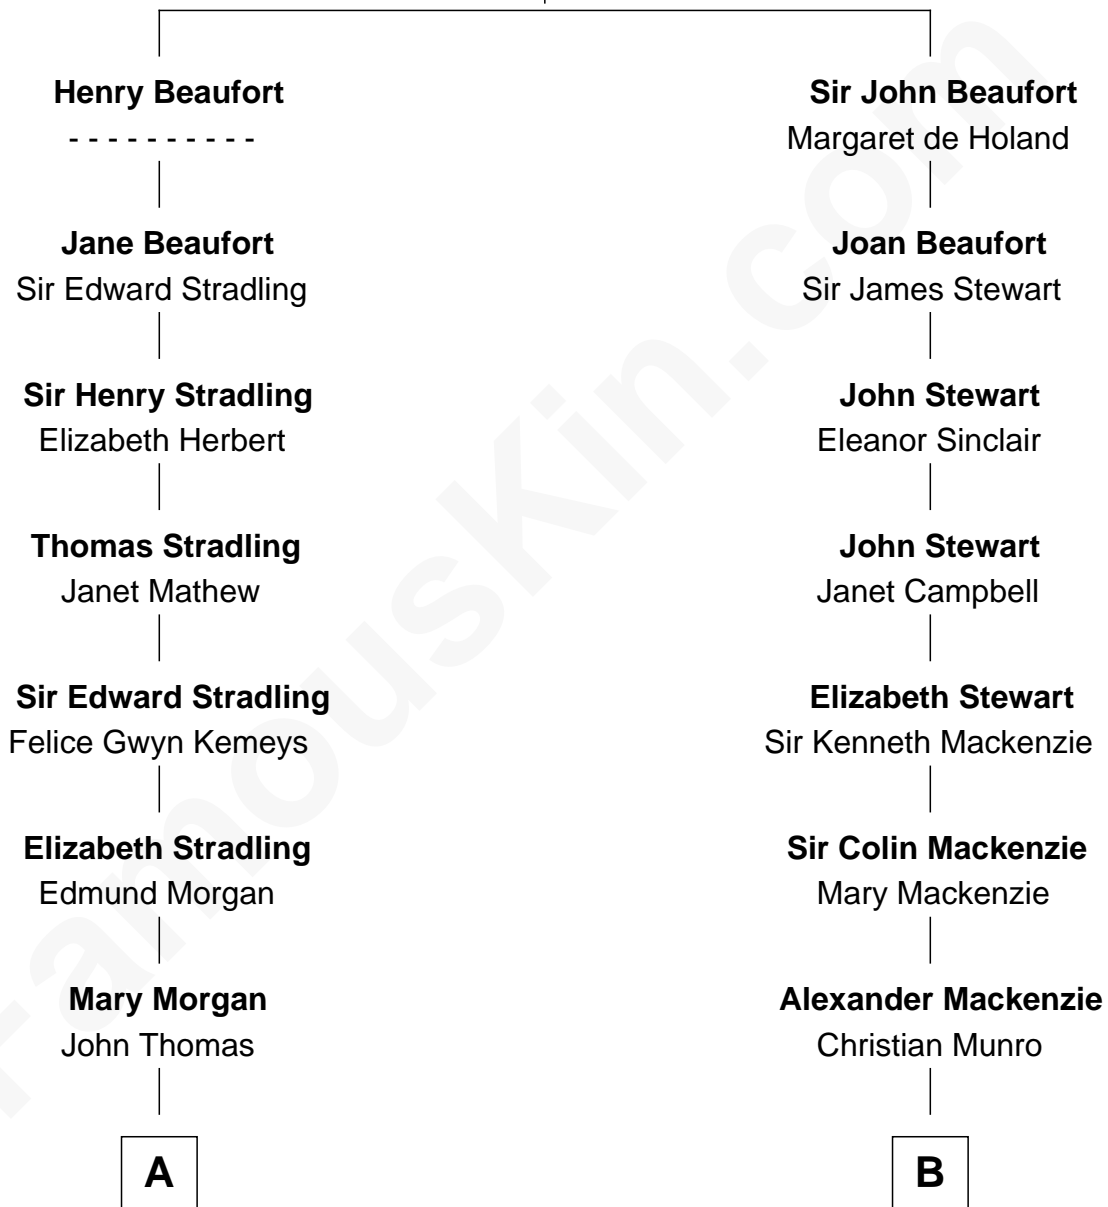 Henry Beaufort
- - - - - - - - - -
Jane Beaufort
Sir Edward Stradling
Sir Henry Stradling
Elizabeth Herbert
Thomas Stradling
Janet Mathew
Sir Edward Stradling
Felice Gwyn Kemeys
Elizabeth Stradling
Edmund Morgan
Mary Morgan
John Thomas
A
Sir John Beaufort
Margaret de Holand
Joan Beaufort
Sir James Stewart
John Stewart
Eleanor Sinclair
John Stewart
Janet Campbell
Elizabeth Stewart
Sir Kenneth Mackenzie
Sir Colin Mackenzie
Mary Mackenzie
Alexander Mackenzie
Christian Munro
B
FamousKin.com